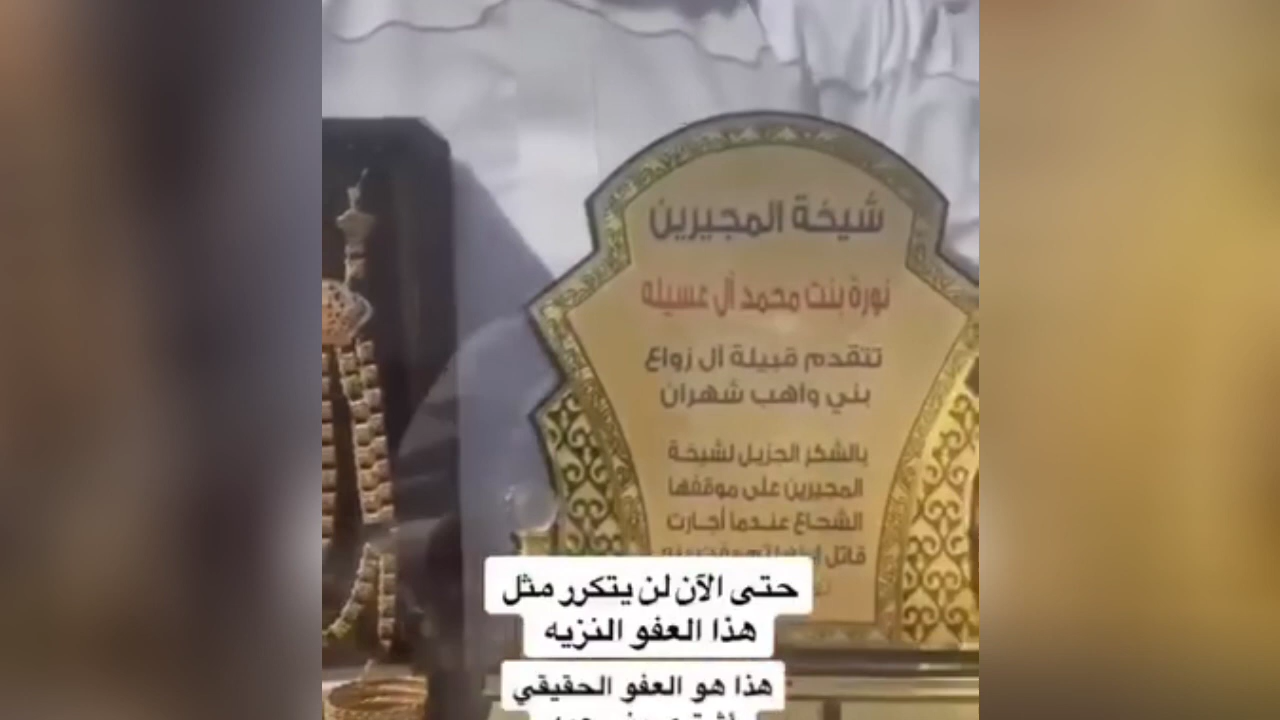 شيخة المجيرين
نورة بنت محمد آل عسيله
تتقدم قبيلة آل زواع
بني واهب شهران
بالشكر الجزيل لشيخة
المجيرين على موقفها
الشجاع عندما أجارت
قاتل
حتى الآن لن يتكرر مثل
هذا العفو النزيه
هذا هو العفو الحقيقي